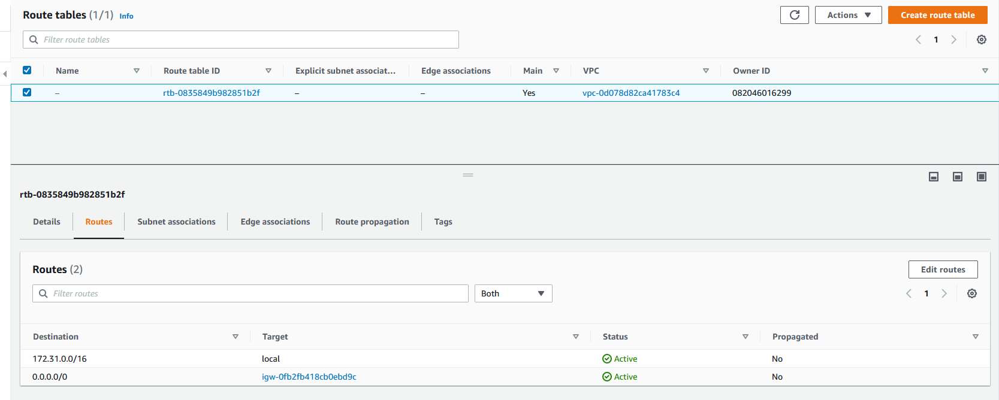 Route tables (1/1) Info
Actions
Create route table
Filter route tables
1
Name Route table ID Explicit subnet associat... Edge associations Main VPC Owner ID
– rtb-0835849b982851b2f – – Yes vpc-0d078d82ca41783c4 082046016299
rtb-0835849b982851b2f
Details Routes Subnet associations Edge associations Route propagation Tags
Routes (2)
Edit routes
Filter routes
Both
1
Destination Target Status Propagated
172.31.0.0/16 local Active No
0.0.0.0/0 igw-0fb2fb418cb0ebd9c Active No